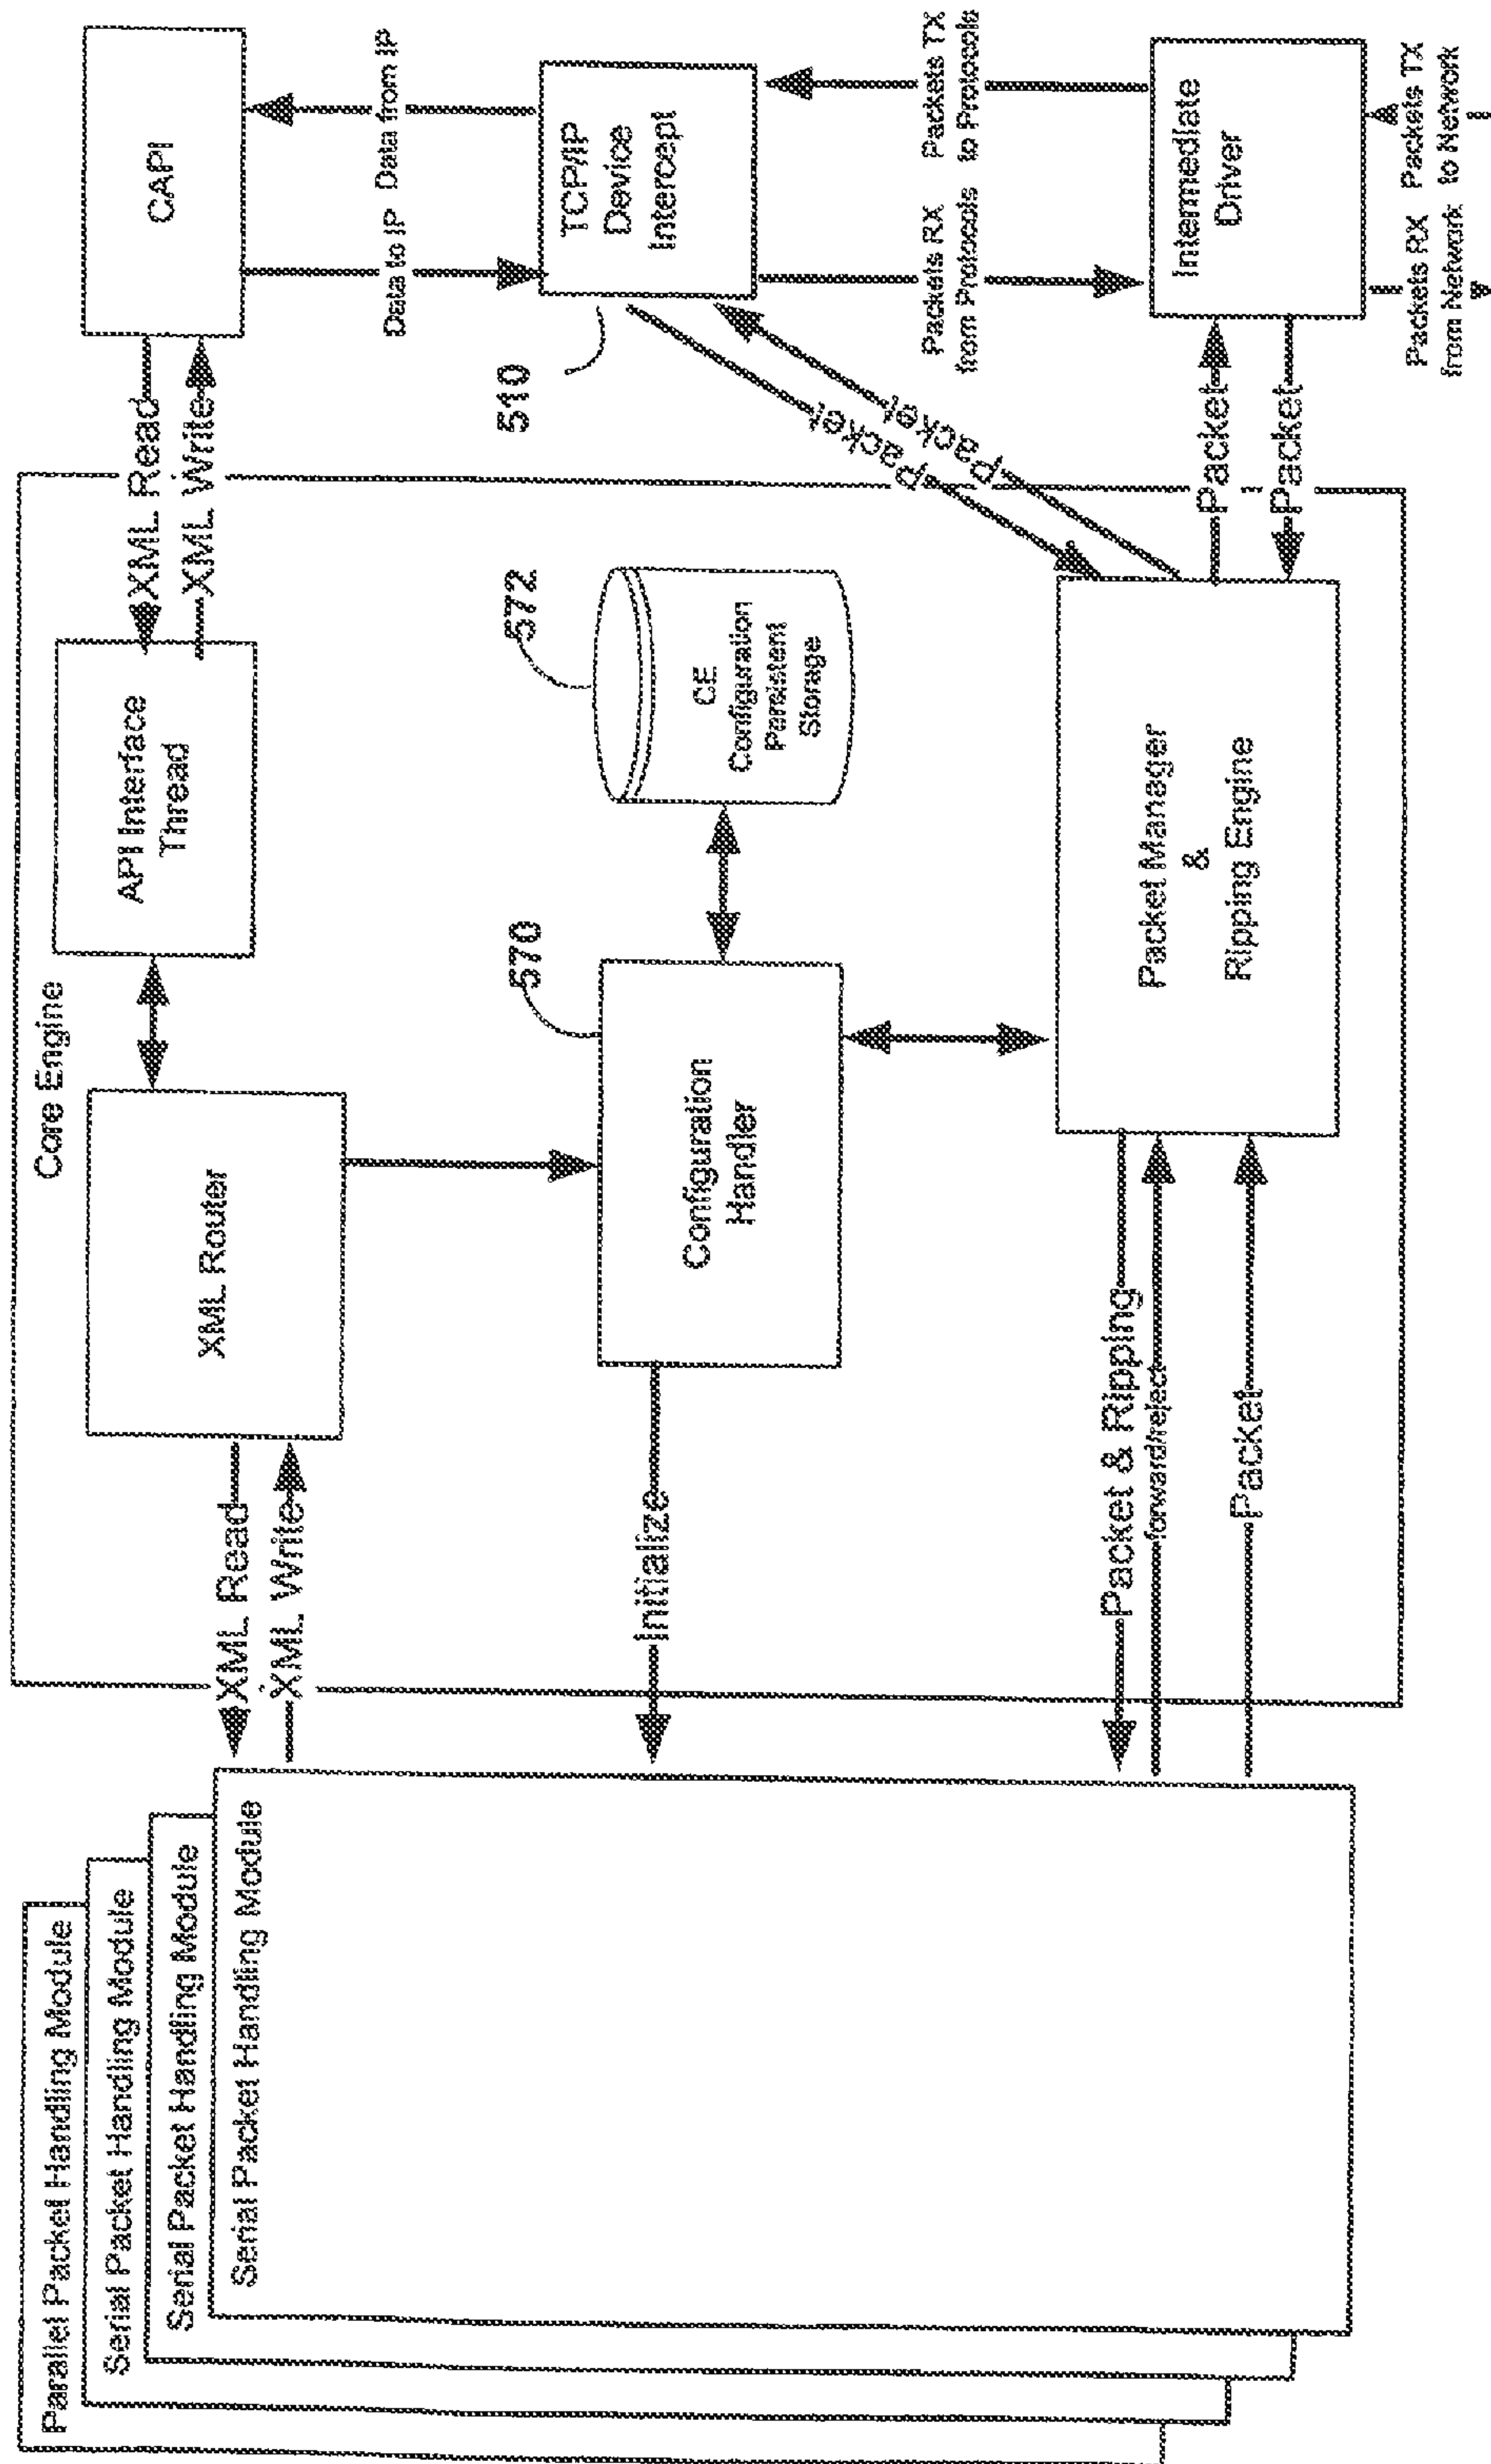 Parallel Packet Handling Module
Serial Packet Handling Module
Serial Packet Handling Module
Serial Packet Handling Module
XML Read
XML Write
Initialize
Packet & Ripping
forward/reject
Packet
Core Engine
XML Router
API Interface
Thread
570
Configuration
Handler
572
CE
Configuration
Persistent
Storage
Packet Manager
&
Ripping Engine
XML Read
XML Write
CAPI
Data to IP
Data from IP
510
TCP/IP
Device
Intercept
Packet
Packet
Packets RX
from Protocols
Packets TX
to Protocols
Packet
Packet
Intermediate
Driver
Packets RX
from Network
Packets TX
to Network